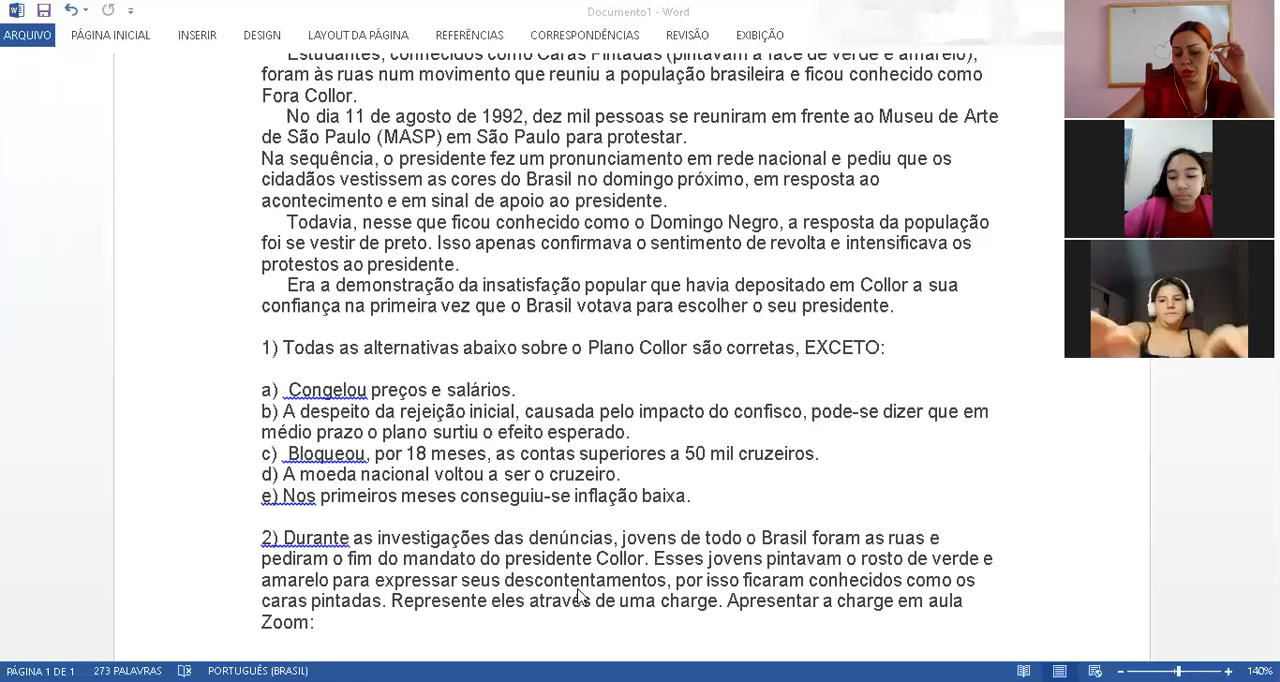 Documento1 - Word
ARQUIVO PÁGINA INICIAL INSERIR DESIGN LAYOUT DA PÁGINA REFERÊNCIAS CORRESPONDÊNCIAS REVISÃO EXIBIÇÃO
Estudantes, conhecidos como Caras Pintadas (pintavam a face de verde e amarelo),
foram às ruas num movimento que reuniu a população brasileira e ficou conhecido como
Fora Collor.
No dia 11 de agosto de 1992, dez mil pessoas se reuniram em frente ao Museu de Arte
de São Paulo (MASP) em São Paulo para protestar.
Na sequência, o presidente fez um pronunciamento em rede nacional e pediu que os
cidadãos vestissem as cores do Brasil no domingo próximo, em resposta ao
acontecimento e em sinal de apoio ao presidente.
Todavia, nesse que ficou conhecido como o Domingo Negro, a resposta da população
foi se vestir de preto. Isso apenas confirmava o sentimento de revolta e intensificava os
protestos ao presidente.
Era a demonstração da insatisfação popular que havia depositado em Collor a sua
confiança na primeira vez que o Brasil votava para escolher o seu presidente.
1) Todas as alternativas abaixo sobre o Plano Collor são corretas, EXCETO:
a) Congelou preços e salários.
b) A despeito da rejeição inicial, causada pelo impacto do confisco, pode-se dizer que em
médio prazo o plano surtiu o efeito esperado.
c) Bloqueou, por 18 meses, as contas superiores a 50 mil cruzeiros.
d) A moeda nacional voltou a ser o cruzeiro.
e) Nos primeiros meses conseguiu-se inflação baixa.
2) Durante as investigações das denúncias, jovens de todo o Brasil foram as ruas e
pediram o fim do mandato do presidente Collor. Esses jovens pintavam o rosto de verde e
amarelo para expressar seus descontentamentos, por isso ficaram conhecidos como os
caras pintadas. Represente eles através de uma charge. Apresentar a charge em aula
Zoom:
PÁGINA 1 DE 1 273 PALAVRAS PORTUGUÊS (BRASIL) 140%